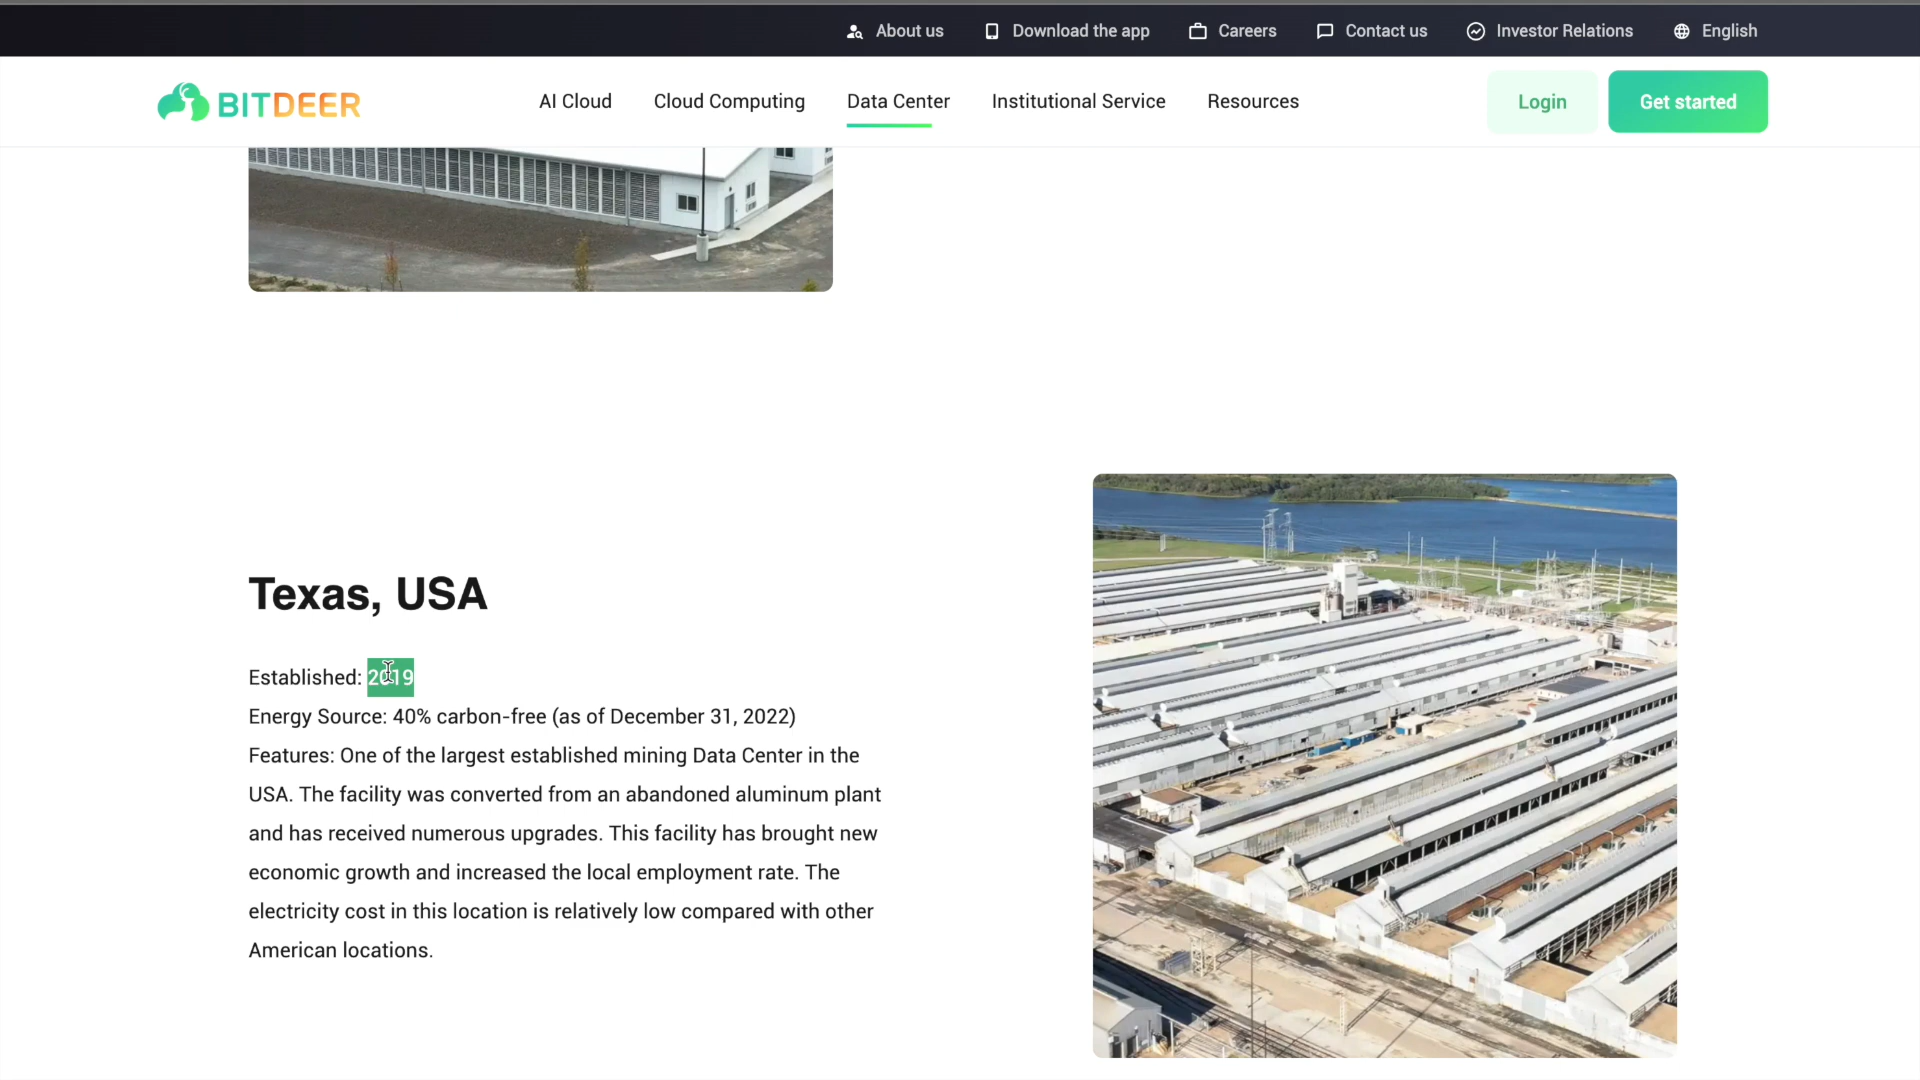 About us
Download the app
Careers
Contact us
Investor Relations
English
BITDEER
AI Cloud
Cloud Computing
Data Center
Institutional Service
Resources
Login
Get started
Texas, USA
Established: 2019
Energy Source: 40% carbon-free (as of December 31, 2022)
Features: One of the largest established mining Data Center in the
USA. The facility was converted from an abandoned aluminum plant
and has received numerous upgrades. This facility has brought new
economic growth and increased the local employment rate. The
electricity cost in this location is relatively low compared with other
American locations.